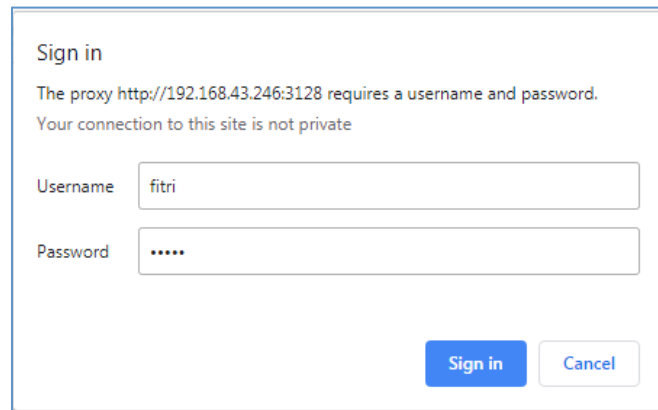 Sign in
The proxy http://192.168.43.246:3128 requires a username and password.
Your connection to this site is not private
Username fitri
Password •••••
Sign in Cancel